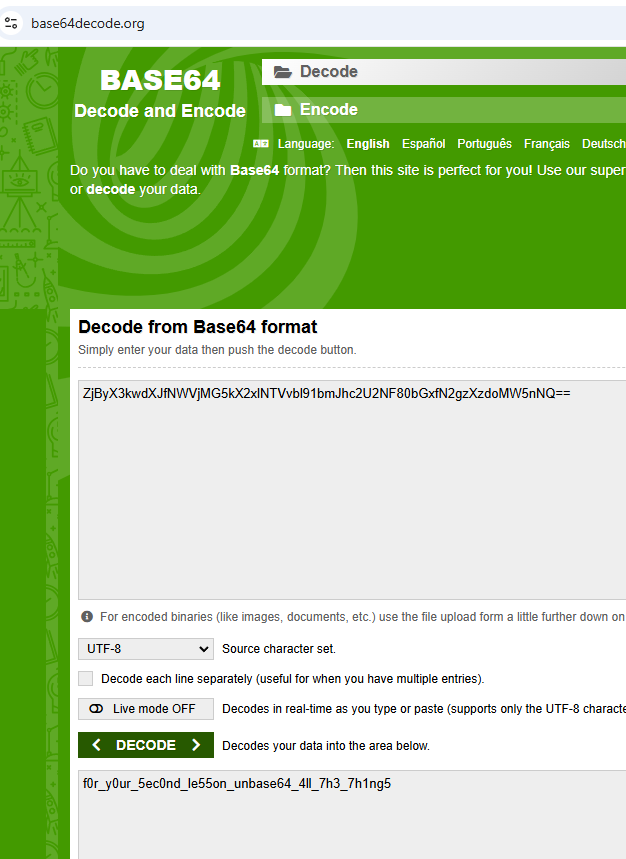 base64decode.org
BASE64
Decode and Encode
Decode
Encode
Language: English Español Português Français Deutsch
Do you have to deal with Base64 format? Then this site is perfect for you! Use our super
or decode your data.
Decode from Base64 format
Simply enter your data then push the decode button.
ZjByX3kwdXJfNWVjMG5kX2xlNTVvbl91bmJhc2U2NF80bGxfN2gzXzdoMW5nNQ==
For encoded binaries (like images, documents, etc.) use the file upload form a little further down on
UTF-8 Source character set.
Decode each line separately (useful for when you have multiple entries).
Live mode OFF Decodes in real-time as you type or paste (supports only the UTF-8 characte
DECODE Decodes your data into the area below.
f0r_y0ur_5ec0nd_le55on_unbase64_4ll_7h3_7h1ng5